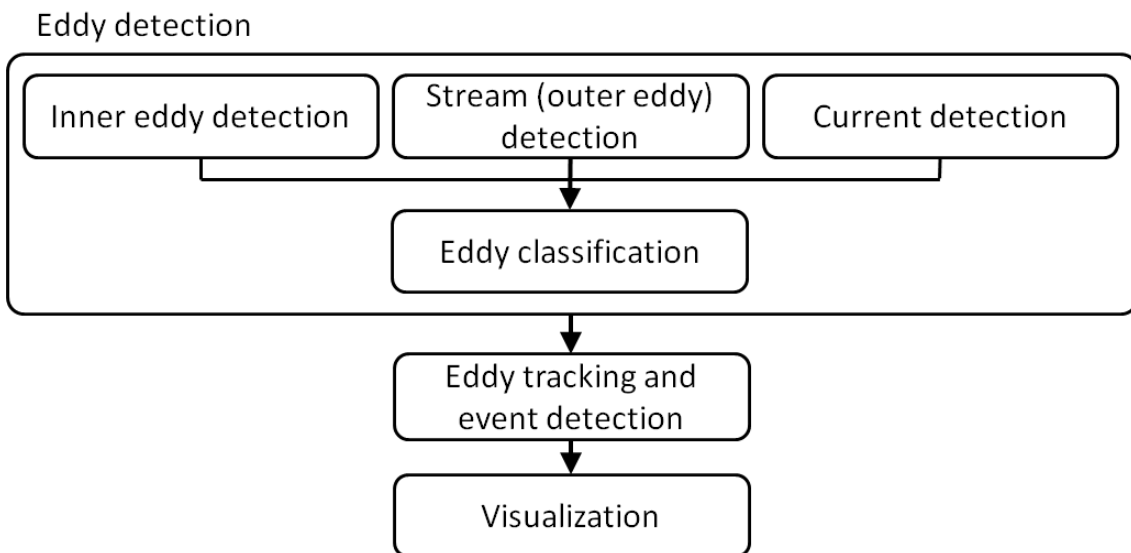 Eddy detection
Inner eddy detection
Stream (outer eddy)
detection
Current detection
Eddy classification
Eddy tracking and
event detection
Visualization